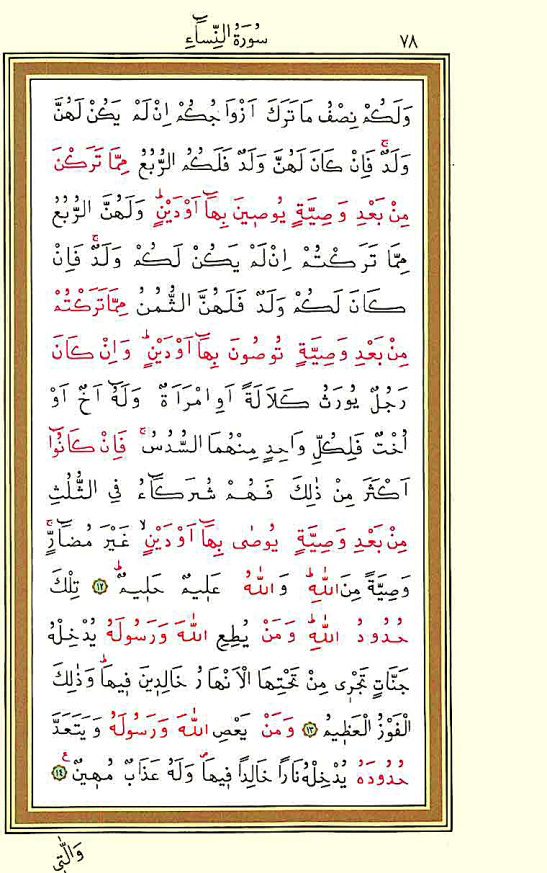 ٧٨
سُورَةُ النِّسَٓاءِ
وَلَكُمْ نِصْفُ مَا تَرَكَ اَزْوَاجُكُمْ اِنْ لَمْ يَكُنْ لَهُنَّ
وَلَدٌۚ فَاِنْ كَانَ لَهُنَّ وَلَدٌ فَلَكُمُ الرُّبُعُ مِمَّا تَرَكْنَ
مِنْ بَعْدِ وَصِيَّةٍ يُوص۪ينَ بِهَٓا اَوْ دَيْنٍۜ وَلَهُنَّ الرُّبُعُ
مِمَّا تَرَكْتُمْ اِنْ لَمْ يَكُنْ لَكُمْ وَلَدٌۚ فَاِنْ
كَانَ لَكُمْ وَلَدٌ فَلَهُنَّ الثُّمُنُ مِمَّا تَرَكْتُمْ
مِنْ بَعْدِ وَصِيَّةٍ تُوصُونَ بِهَٓا اَوْ دَيْنٍۜ وَاِنْ كَانَ
رَجُلٌ يُورَثُ كَلَالَةً اَوِ امْرَاَةٌ وَلَهُٓ اَخٌ اَوْ
اُخْتٌ فَلِكُلِّ وَاحِدٍ مِنْهُمَا السُّدُسُۚ فَاِنْ كَانُٓوا
اَكْثَرَ مِنْ ذٰلِكَ فَهُمْ شُرَكَٓاءُ فِي الثُّلُثِ
مِنْ بَعْدِ وَصِيَّةٍ يُوصٰى بِهَٓا اَوْ دَيْنٍۙ غَيْرَ مُضَٓارٍّۚ
وَصِيَّةً مِنَ اللّٰهِۜ وَاللّٰهُ عَل۪يمٌ حَل۪يمٌۜ ١٢ تِلْكَ
حُدُودُ اللّٰهِۜ وَمَنْ يُطِعِ اللّٰهَ وَرَسُولَهُ يُدْخِلْهُ
جَنَّاتٍ تَجْر۪ي مِنْ تَحْتِهَا الْاَنْهَارُ خَالِد۪ينَ ف۪يهَاۜ وَذٰلِكَ
الْفَوْزُ الْعَظ۪يمُ ١٣ وَمَنْ يَعْصِ اللّٰهَ وَرَسُولَهُ وَيَتَعَدَّ
حُدُودَهُ يُدْخِلْهُ نَارًا خَالِدًا ف۪يهَاۖ وَلَهُ عَذَابٌ مُه۪ينٌ۟ ١٤
وَالّٰت۪ي